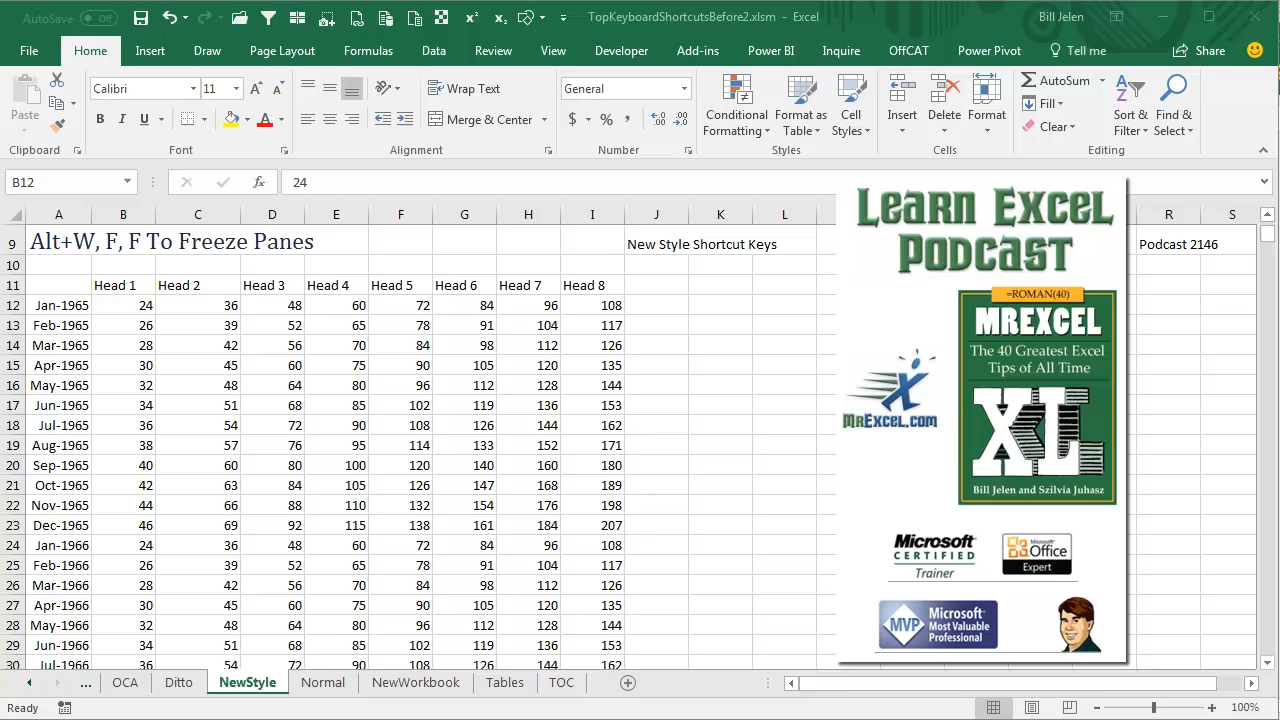 AutoSave Off TopKeyboardShortcutsBefore2.xlsm - Excel Bill Jelen
File Home Insert Draw Page Layout Formulas Data Review View Developer Add-ins Power BI Inquire OffCAT Power Pivot Tell me Share
Calibri 11 Wrap Text General AutoSum
Paste B I U Merge & Center $ % Conditional Formatting Format as Table Cell Styles Insert Delete Format Fill Clear Sort & Filter Find & Select
Clipboard Font Alignment Number Styles Cells Editing
B12 fx 24
A B C D E F G H I J K L R S
9 Alt+W, F, F To Freeze Panes New Style Shortcut Keys Podcast 2146
10
11 Head 1 Head 2 Head 3 Head 4 Head 5 Head 6 Head 7 Head 8
12 Jan-1965 24 36 48 60 72 84 96 108
13 Feb-1965 26 39 52 65 78 91 104 117
14 Mar-1965 28 42 56 70 84 98 112 126
15 Apr-1965 30 45 60 75 90 105 120 135
16 May-1965 32 48 64 80 96 112 128 144
17 Jun-1965 34 51 68 85 102 119 136 153
18 Jul-1965 36 54 72 90 108 126 144 162
19 Aug-1965 38 57 76 95 114 133 152 171
20 Sep-1965 40 60 80 100 120 140 160 180
21 Oct-1965 42 63 84 105 126 147 168 189
22 Nov-1965 44 66 88 110 132 154 176 198
23 Dec-1965 46 69 92 115 138 161 184 207
24 Jan-1966 24 36 48 60 72 84 96 108
25 Feb-1966 26 39 52 65 78 91 104 117
26 Mar-1966 28 42 56 70 84 98 112 126
27 Apr-1966 30 45 60 75 90 105 120 135
28 May-1966 32 48 64 80 96 112 128 144
29 Jun-1966 34 51 68 85 102 119 136 153
30 Jul-1966 36 54 72 90 108 126 144 162
Learn Excel
Podcast
=ROMAN(40)
MREXCEL
The 40 Greatest Excel
Tips of All Time
XL
MrExcel.com
Bill Jelen and Szilvia Juhasz
Microsoft
CERTIFIED
Trainer
Microsoft
Office
Expert
MVP
Microsoft
Most Valuable
Professional
... OCA Ditto NewStyle Normal NewWorkbook Tables TOC
Ready 100%